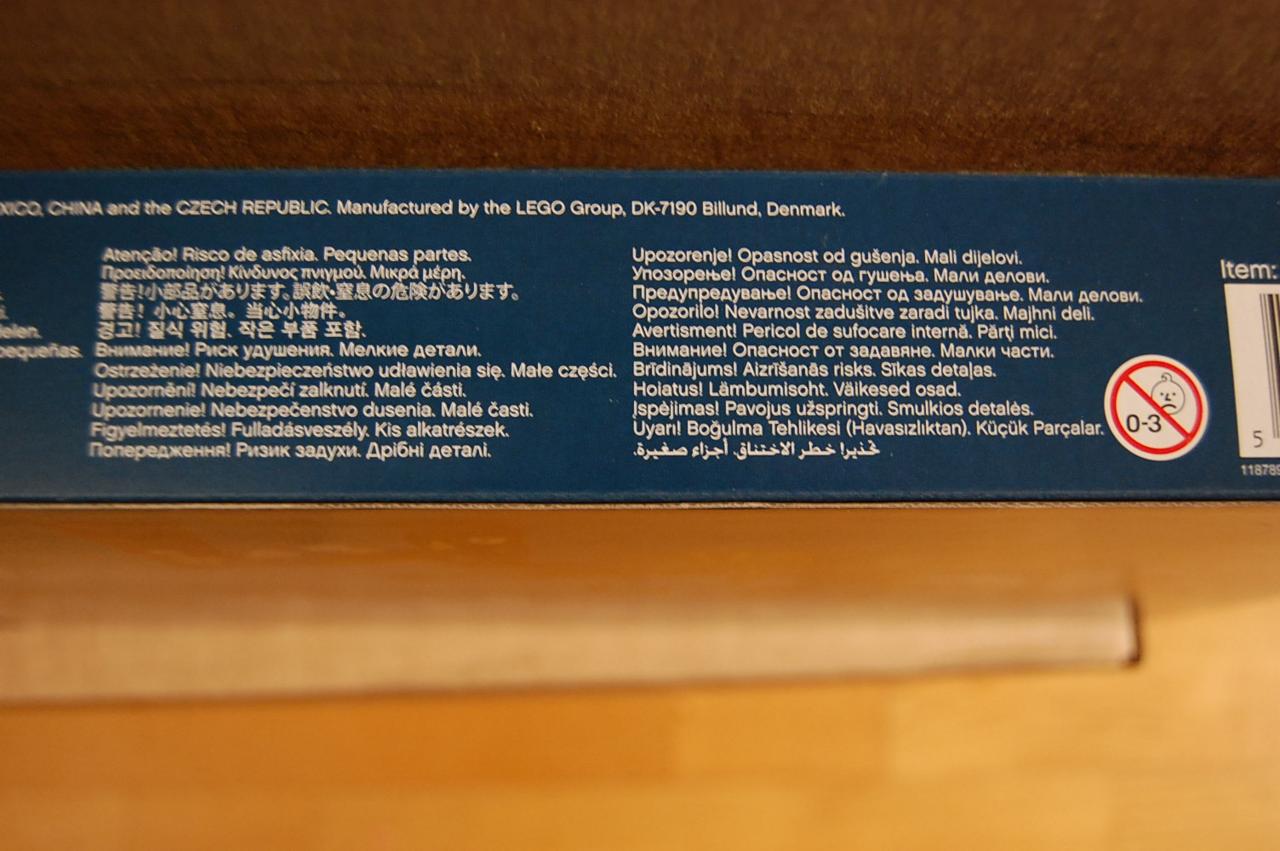 CHINA and the CZECH REPUBLIC. Manufactured by the LEGO Group, DK-7190 Billund, Denmark.
pequeñas.
Atenção! Risco de asfixia. Pequenas partes.
Προειδοποίηση! Κίνδυνος πνιγμού. Μικρά μέρη.
警告!小部品があります。誤飲・窒息の危険があります。
警告! 小心窒息。当心小物件。
경고! 질식 위험. 작은 부품 포함.
Внимание! Риск удушения. Мелкие детали.
Ostrzeżenie! Niebezpieczeństwo udławienia się. Małe części.
Upozornění! Nebezpečí zalknutí. Malé části.
Upozornenie! Nebezpečenstvo dusenia. Malé časti.
Figyelmeztetés! Fulladásveszély. Kis alkatrészek.
Попередження! Ризик задухи. Дрібні деталі.
Upozorenje! Opasnost od gušenja. Mali dijelovi.
Упозорење! Опасност од гушења. Мали делови.
Предупредување! Опасност од задушување. Мали делови.
Opozorilo! Nevarnost zadušitve zaradi tujka. Majhni deli.
Avertisment! Pericol de sufocare internă. Părţi mici.
Внимание! Опасност от задавяне. Малки части.
Brīdinājums! Aizrīšanās risks. Sīkas detaļas.
Hoiatus! Lämbumisoht. Väikesed osad.
Įspėjimas! Pavojus užspringti. Smulkios detalės.
Uyarı! Boğulma Tehlikesi (Havasızlıktan). Küçük Parçalar.
تحذير! خطر الاختناق. أجزاء صغيرة.
0-3
Item:
5